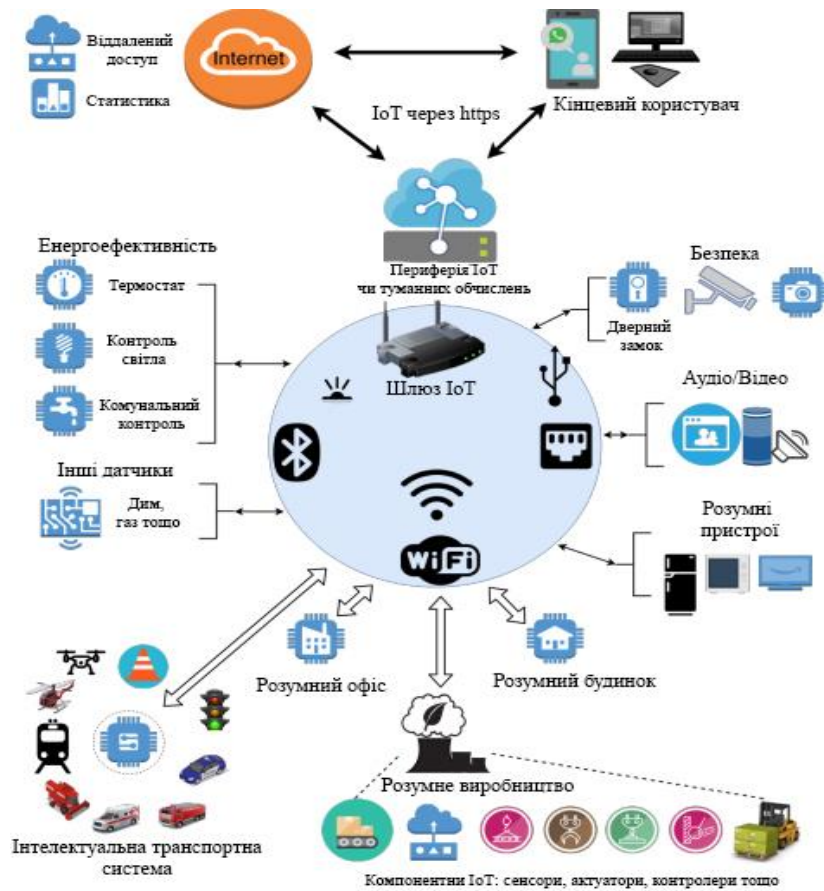 Віддалений
доступ
Internet
Статистика
IoT через https
Кінцевий користувач
Енергоефективність
Периферія IoT
чи туманних обчислень
Безпека
Термостат
Дверний
замок
Контроль
світла
Шлюз IoT
Аудіо/Відео
Комунальний
контроль
Інші датчики
Дим,
газ тощо
Розумні
пристрої
WiFi
Розумний офіс
Розумний будинок
Розумне виробництво
Інтелектуальна транспортна
система
Компонентни IoT: сенсори, актуатори, контролери тощо